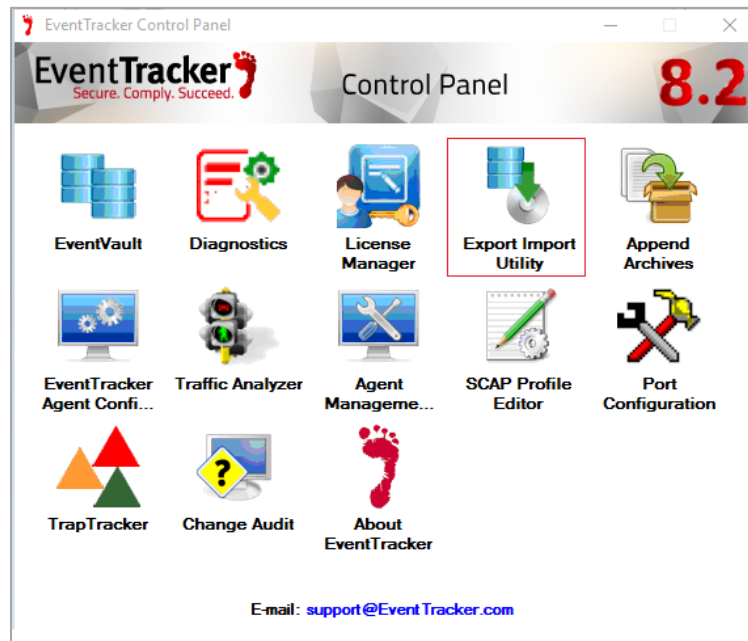 EventTracker Control Panel
EventTracker
Secure. Comply. Succeed.
Control Panel
8.2
EventVault
Diagnostics
License
Manager
Export Import
Utility
Append
Archives
EventTracker
Agent Confi...
Traffic Analyzer
Agent
Manageme...
SCAP Profile
Editor
Port
Configuration
TrapTracker
?
Change Audit
About
EventTracker
E-mail: support@EventTracker.com